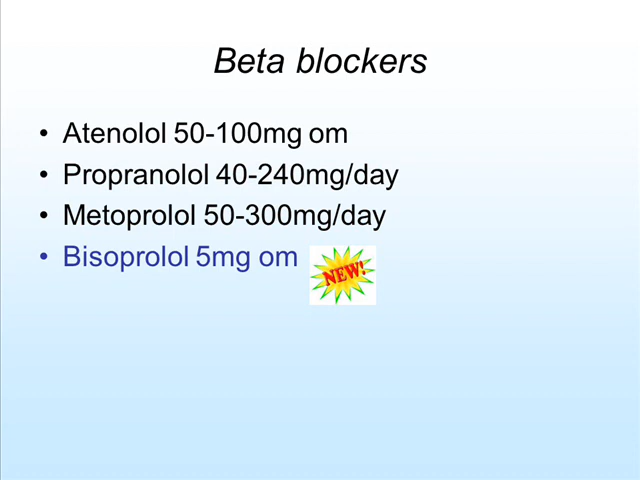 Beta blockers
• Atenolol 50-100mg om
• Propranolol 40-240mg/day
• Metoprolol 50-300mg/day
• Bisoprolol 5mg om
NEW!